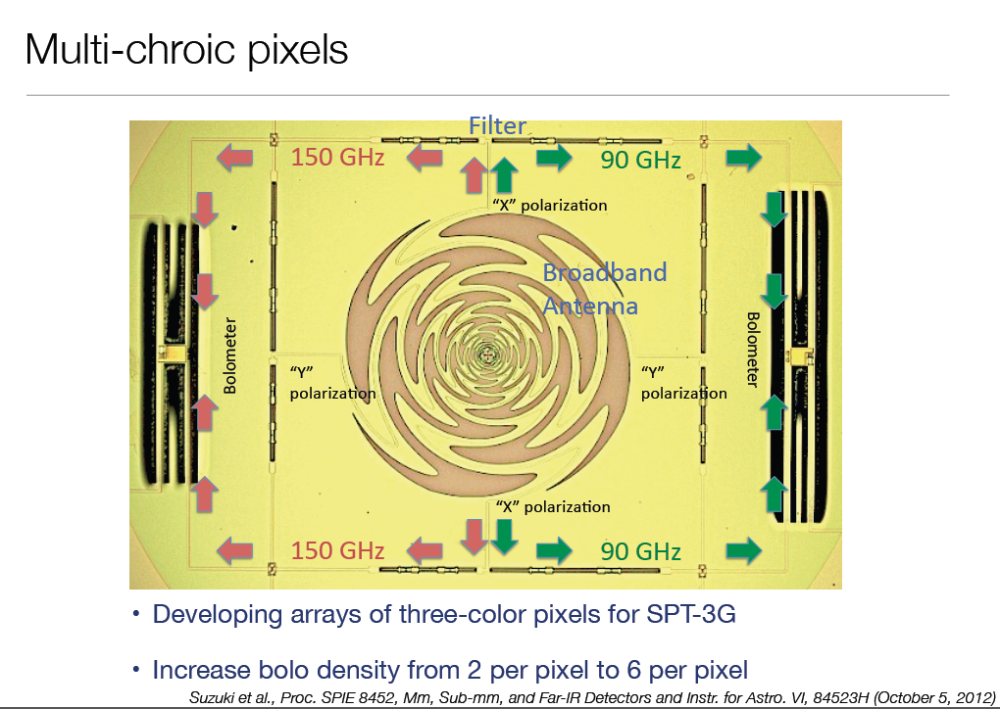 Multi-chroic pixels
Filter
150 GHz
90 GHz
“X” polarization
Broadband
Antenna
Bolometer
Bolometer
“Y”
polarization
“Y”
polarization
“X” polarization
150 GHz
90 GHz
• Developing arrays of three-color pixels for SPT-3G
• Increase bolo density from 2 per pixel to 6 per pixel
Suzuki et al., Proc. SPIE 8452, Mm, Sub-mm, and Far-IR Detectors and Instr. for Astro. VI, 84523H (October 5, 2012)